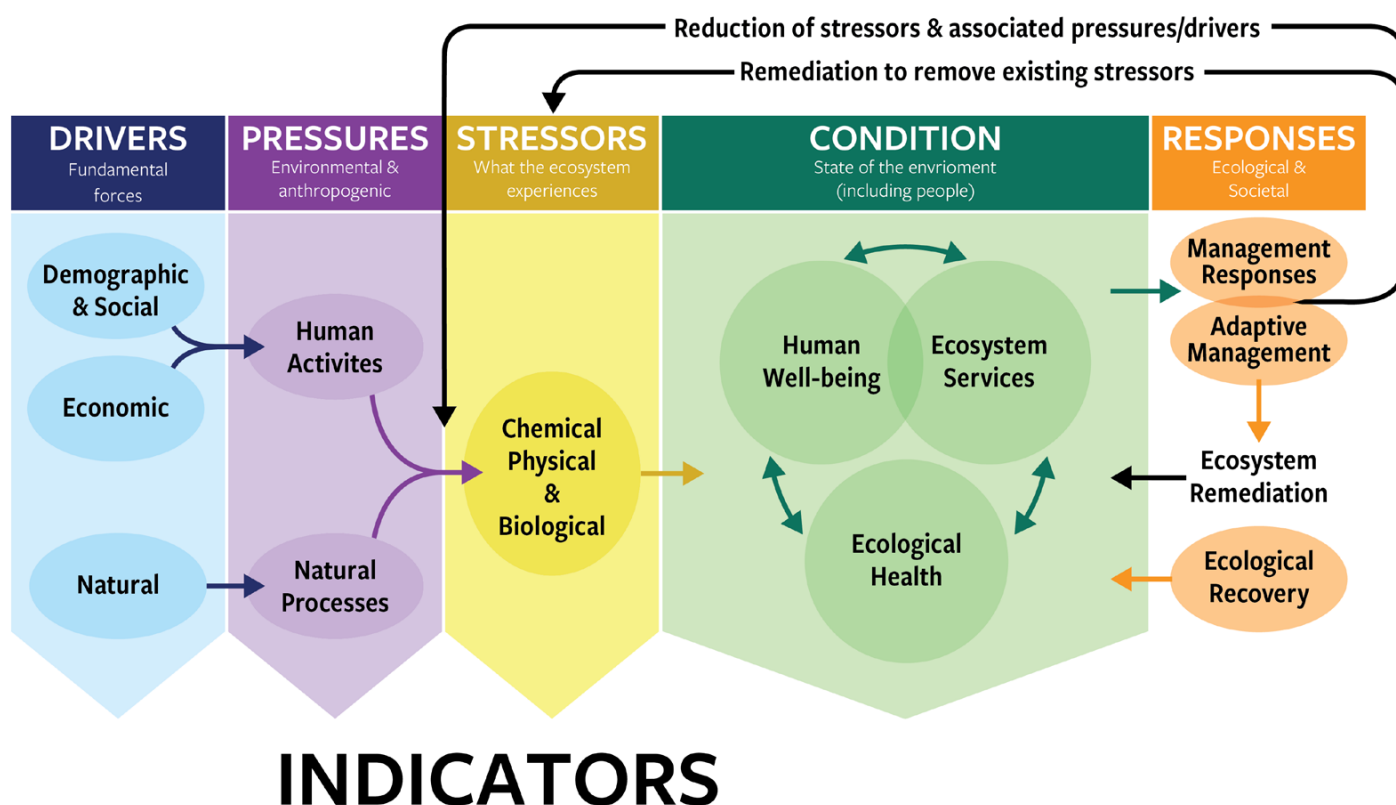 Reduction of stressors & associated pressures/drivers
Remediation to remove existing stressors
DRIVERS
Fundamental
forces
PRESSURES
Environmental &
anthropogenic
STRESSORS
What the ecosystem
experiences
CONDITION
State of the envrioment
(including people)
RESPONSES
Ecological &
Societal
Demographic
& Social
Economic
Natural
Human
Activites
Natural
Processes
Chemical
Physical
&
Biological
Human
Well-being
Ecosystem
Services
Ecological
Health
Management
Responses
Adaptive
Management
Ecosystem
Remediation
Ecological
Recovery
INDICATORS